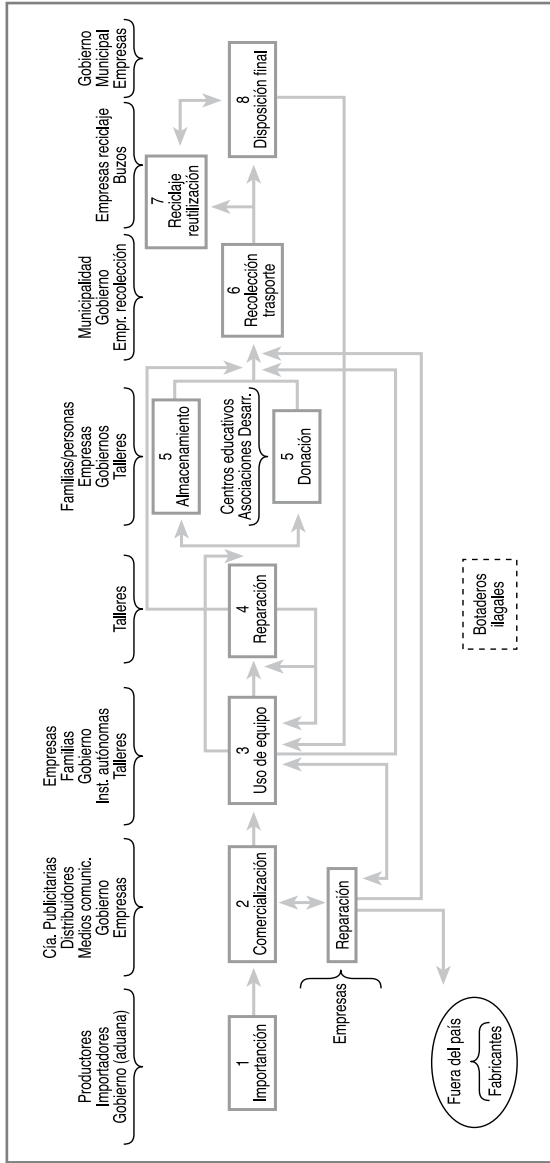 Productores
Importadores
Gobierno (aduana)
Cía. Publicitarias
Distribuidores
Medios comunic.
Gobierno
Empresas
Empresas
Familias
Gobierno
Inst. autónomas
Talleres
Talleres
Familias/personas
Empresas
Gobiernos
Talleres
Municipalidad
Gobierno
Empr. recolección
Empresas reciclaje
Buzos
Gobierno
Municipal
Empresas
1
Importanción
2
Comercialización
3
Uso de equipo
4
Reparación
5
Almacenamiento
Centros educativos
Asociaciones Desarr.
5
Donación
6
Recolección
trasporte
7
Reciclaje
reutilización
8
Disposición final
Empresas
Reparación
Fuera del país
Fabricantes
Botaderos
ilagales